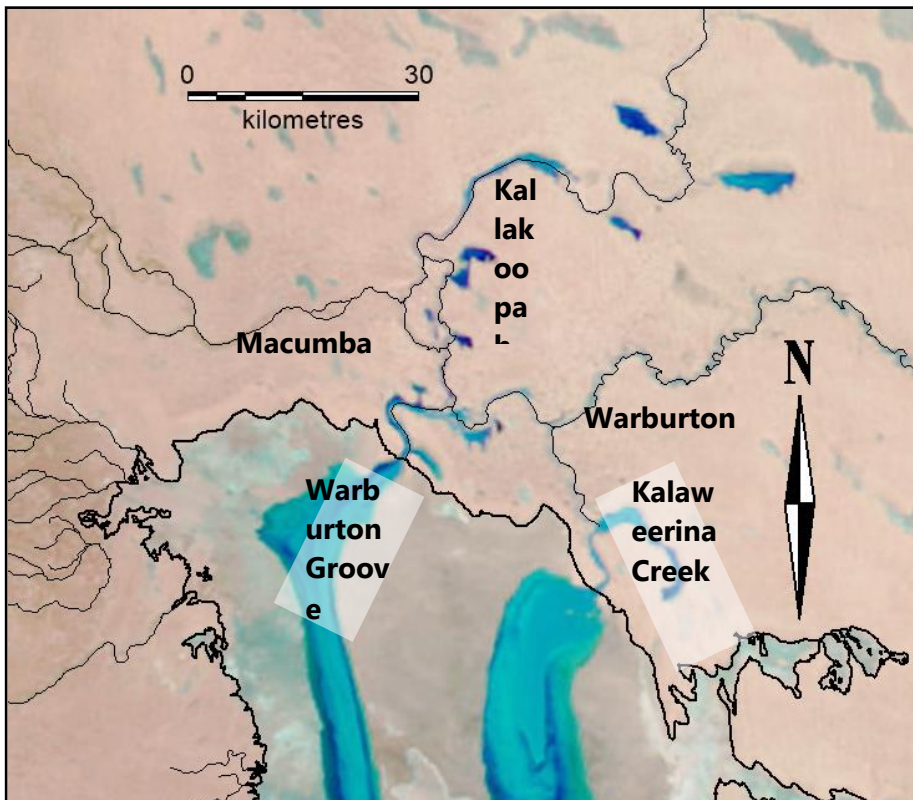 0 30
kilometres
Kal
lak
oo
pa
Macumba
N
Warburton
Warb
urton
Groov
e
Kalaw
eerina
Creek